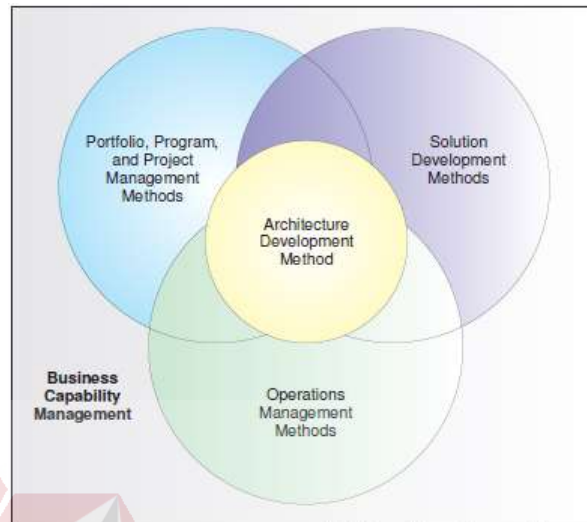 Portfolio, Program,
and Project
Management
Methods
Solution
Development
Methods
Architecture
Development
Method
Business
Capability
Management
Operations
Management
Methods